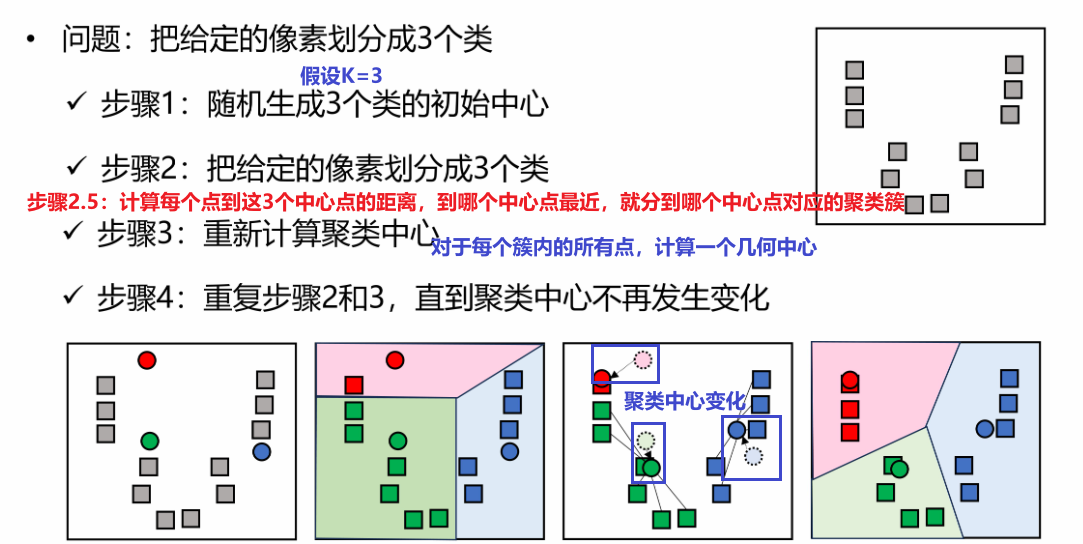 • 问题：把给定的像素划分成3个类
假设K=3
✓ 步骤1：随机生成3个类的初始中心
✓ 步骤2：把给定的像素划分成3个类
步骤2.5：计算每个点到这3个中心点的距离，到哪个中心点最近，就分到哪个中心点对应的聚类簇
✓ 步骤3：重新计算聚类中心
对于每个簇内的所有点，计算一个几何中心
✓ 步骤4：重复步骤2和3，直到聚类中心不再发生变化
聚类中心变化